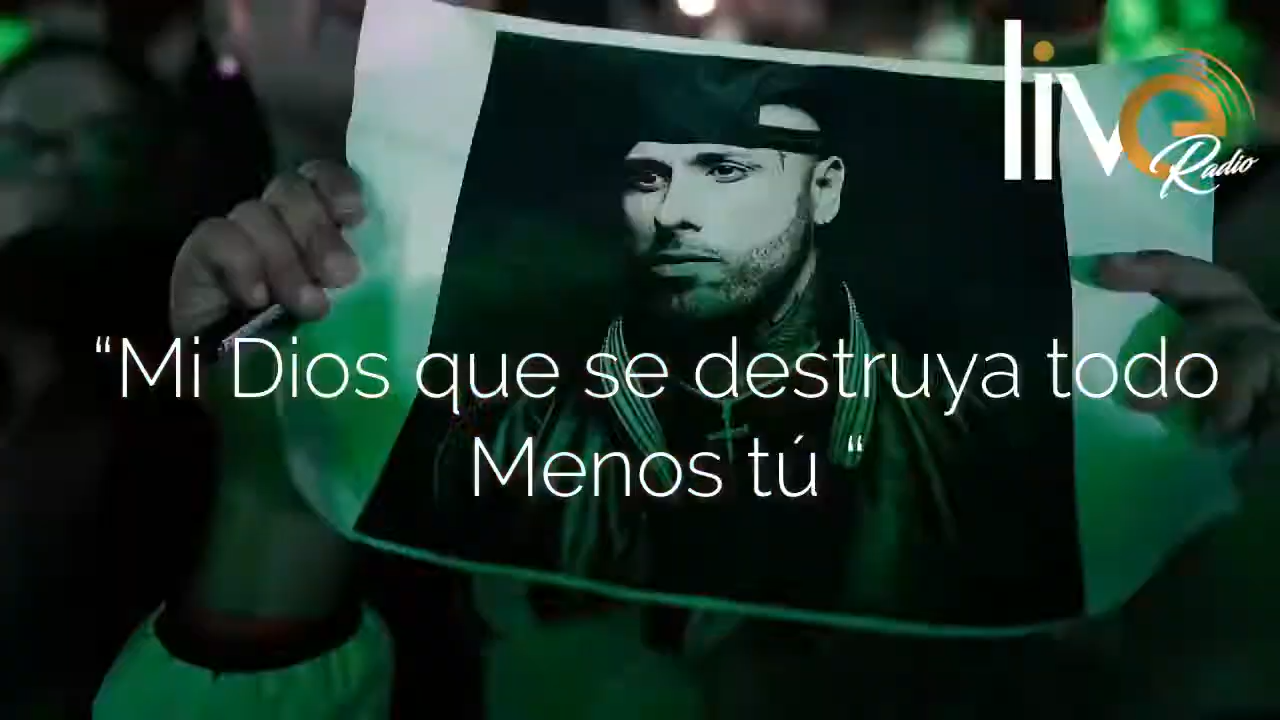 live
Radio
“Mi Dios que se destruya todo
Menos tú “